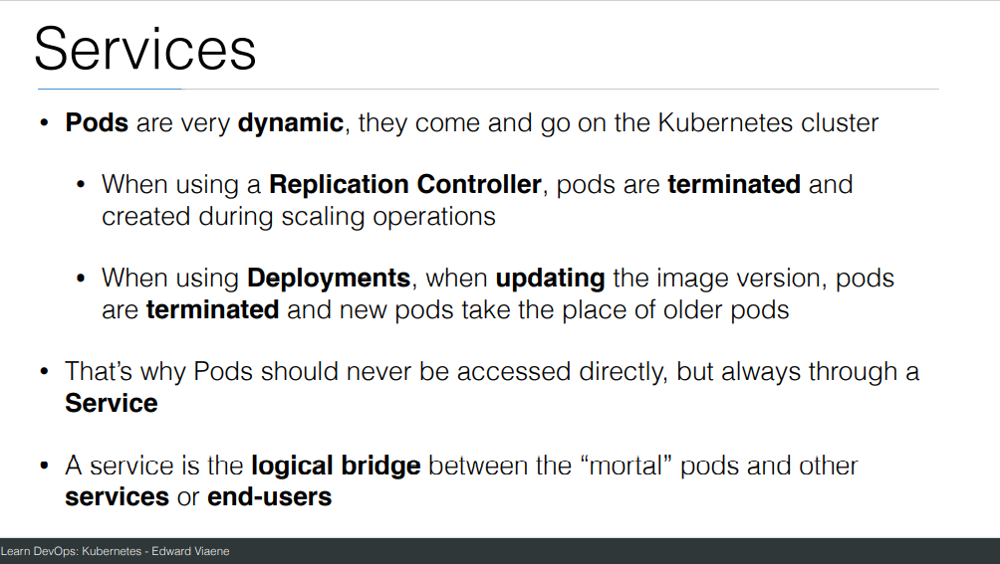 Services
• Pods are very dynamic, they come and go on the Kubernetes cluster
• When using a Replication Controller, pods are terminated and
created during scaling operations
• When using Deployments, when updating the image version, pods
are terminated and new pods take the place of older pods
• That’s why Pods should never be accessed directly, but always through a
Service
• A service is the logical bridge between the “mortal” pods and other
services or end-users
Learn DevOps: Kubernetes - Edward Viaene